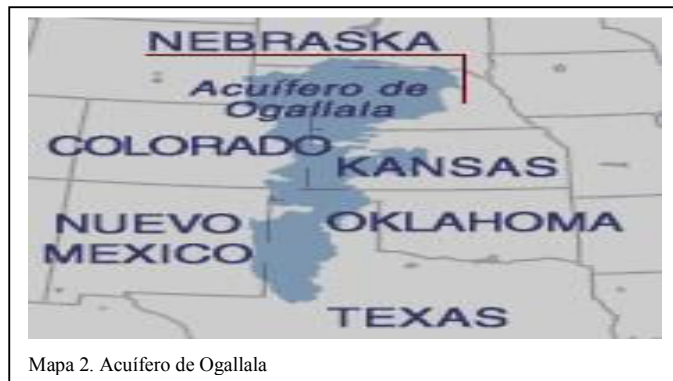 NEBRASKA
Acuífero de
Ogallala
COLORADO
KANSAS
NUEVO
MEXICO
OKLAHOMA
TEXAS
Mapa 2. Acuífero de Ogallala